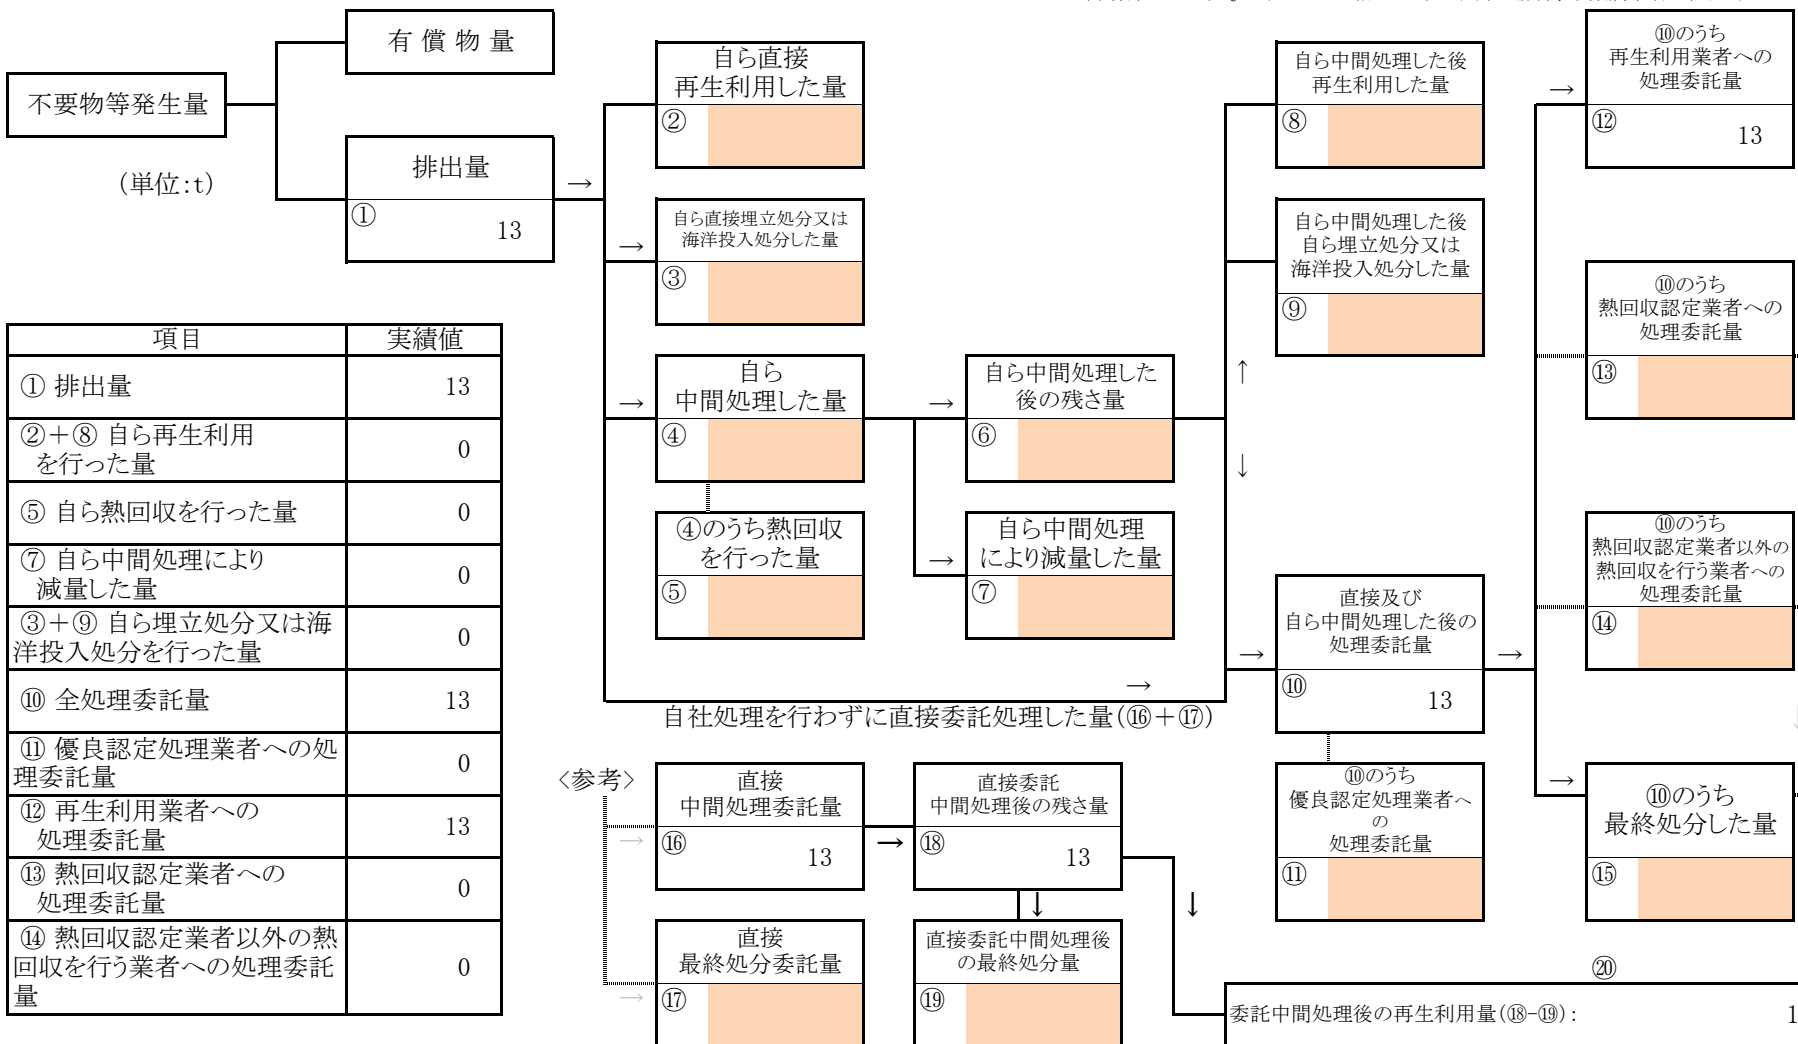 有 償 物 量
不要物等発生量
(単位:t)
排出量
①
13
→
自ら直接
再生利用した量
②
→
自ら直接埋立処分又は
海洋投入処分した量
③
→
自ら
中間処理した量
④
④のうち熱回収
を行った量
⑤
→
自ら中間処理した
後の残さ量
⑥
→
自ら中間処理
により減量した量
⑦
自ら中間処理した後
再生利用した量
⑧
自ら中間処理した後
自ら埋立処分又は
海洋投入処分した量
⑨
↑
↓
→
自社処理を行わずに直接委託処理した量(⑯+⑰)
→
直接及び
自ら中間処理した後の
処理委託量
⑩
13
→
⑩のうち
優良認定処理業者へ
の
処理委託量
⑪
→
⑩のうち
再生利用業者への
処理委託量
⑫
13
⑩のうち
熱回収認定業者への
処理委託量
⑬
⑩のうち
熱回収認定業者以外の
熱回収を行う業者への
処理委託量
⑭
→
⑩のうち
最終処分した量
⑮
項目 実績値
① 排出量 13
②+⑧ 自ら再生利用
を行った量 0
⑤ 自ら熱回収を行った量 0
⑦ 自ら中間処理により
減量した量 0
③+⑨ 自ら埋立処分又は海
洋投入処分を行った量 0
⑩ 全処理委託量 13
⑪ 優良認定処理業者への処
理委託量 0
⑫ 再生利用業者への
処理委託量 13
⑬ 熱回収認定業者への
処理委託量 0
⑭ 熱回収認定業者以外の熱
回収を行う業者への処理委託
量 0
<参考>
→
直接
中間処理委託量
⑯
13
→
直接委託
中間処理後の残さ量
⑱
13
↓
↓
→
直接
最終処分委託量
⑰
直接委託中間処理後
の最終処分量
⑲
⑳
委託中間処理後の再生利用量(⑱-⑲): 1